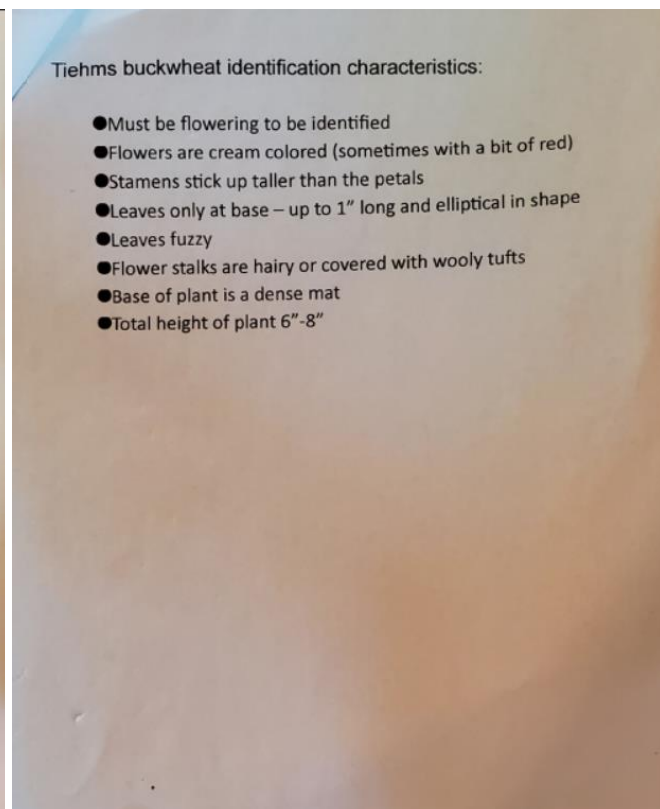 Tiehms buckwheat identification characteristics:
●Must be flowering to be identified
●Flowers are cream colored (sometimes with a bit of red)
●Stamens stick up taller than the petals
●Leaves only at base – up to 1” long and elliptical in shape
●Leaves fuzzy
●Flower stalks are hairy or covered with wooly tufts
●Base of plant is a dense mat
●Total height of plant 6”-8”